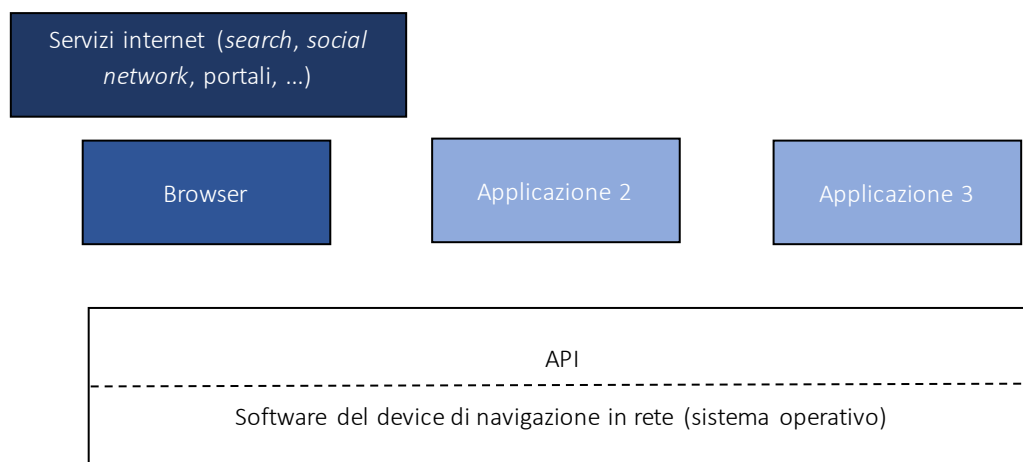 Servizi internet (search, social
network, portali, ...)
Browser
Applicazione 2
Applicazione 3
API
Software del device di navigazione in rete (sistema operativo)